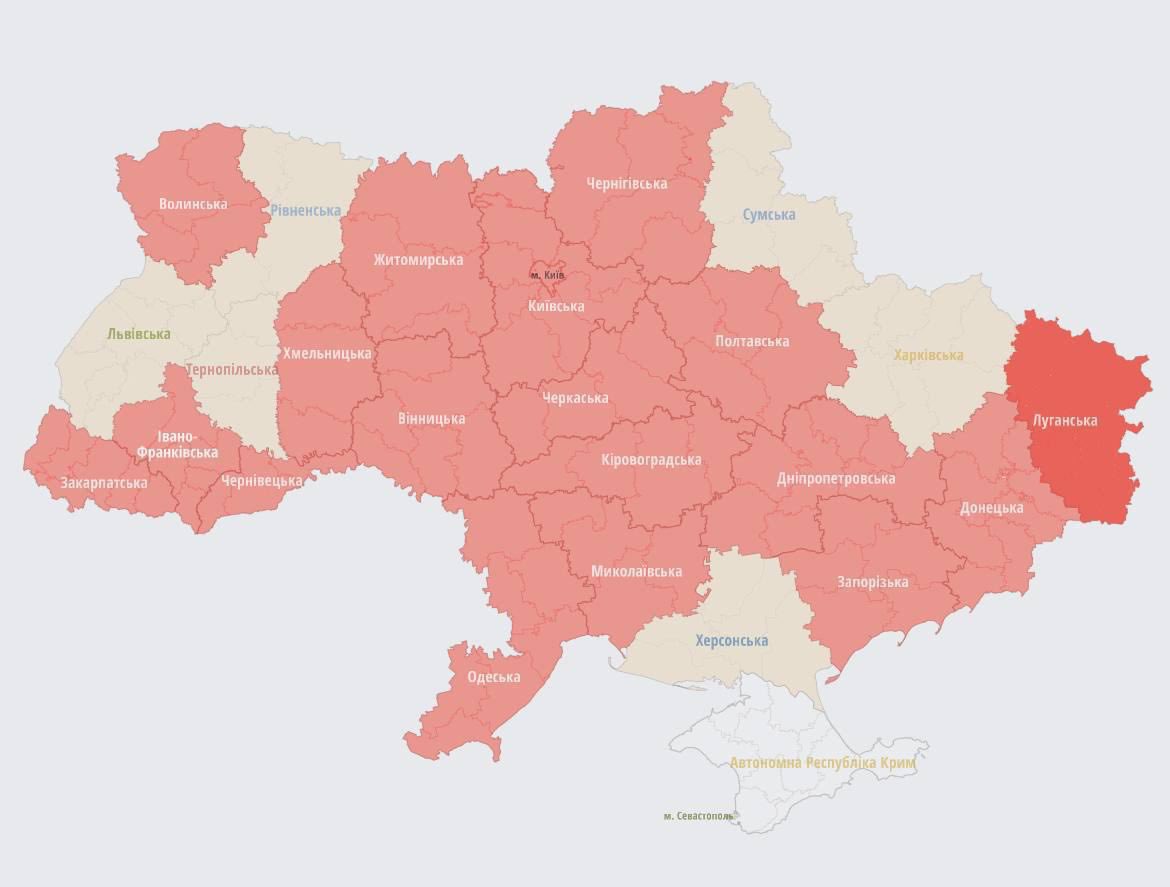 Чернігівська
Волинська
Рівненська
Сумська
Житомирська
м. Київ
Київська
Львівська
Полтавська
Хмельницька
Харківська
Тернопільська
Черкаська
Вінницька
Луганська
Івано-
Франківська
Кіровоградська
Закарпатська
Чернівецька
Дніпропетровська
Донецька
Миколаївська
Запорізька
Херсонська
Одеська
Автономна Республіка Крим
м. Севастополь